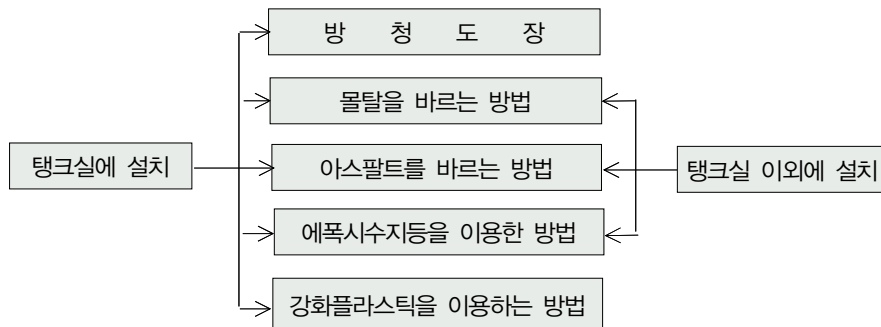 방 청 도 장
몰탈을 바르는 방법
탱크실에 설치
아스팔트를 바르는 방법
탱크실 이외에 설치
에폭시수지등을 이용한 방법
강화플라스틱을 이용하는 방법